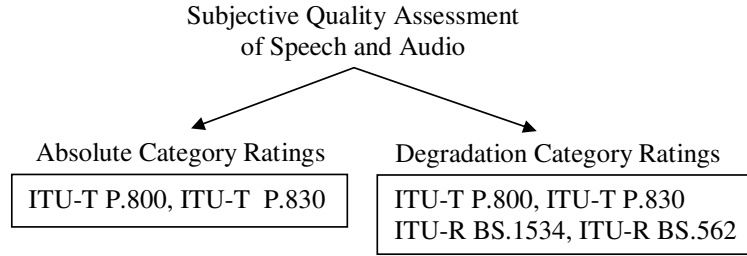 Subjective Quality Assessment
of Speech and Audio
Absolute Category Ratings
ITU-T P.800, ITU-T P.830
Degradation Category Ratings
ITU-T P.800, ITU-T P.830
ITU-R BS.1534, ITU-R BS.562